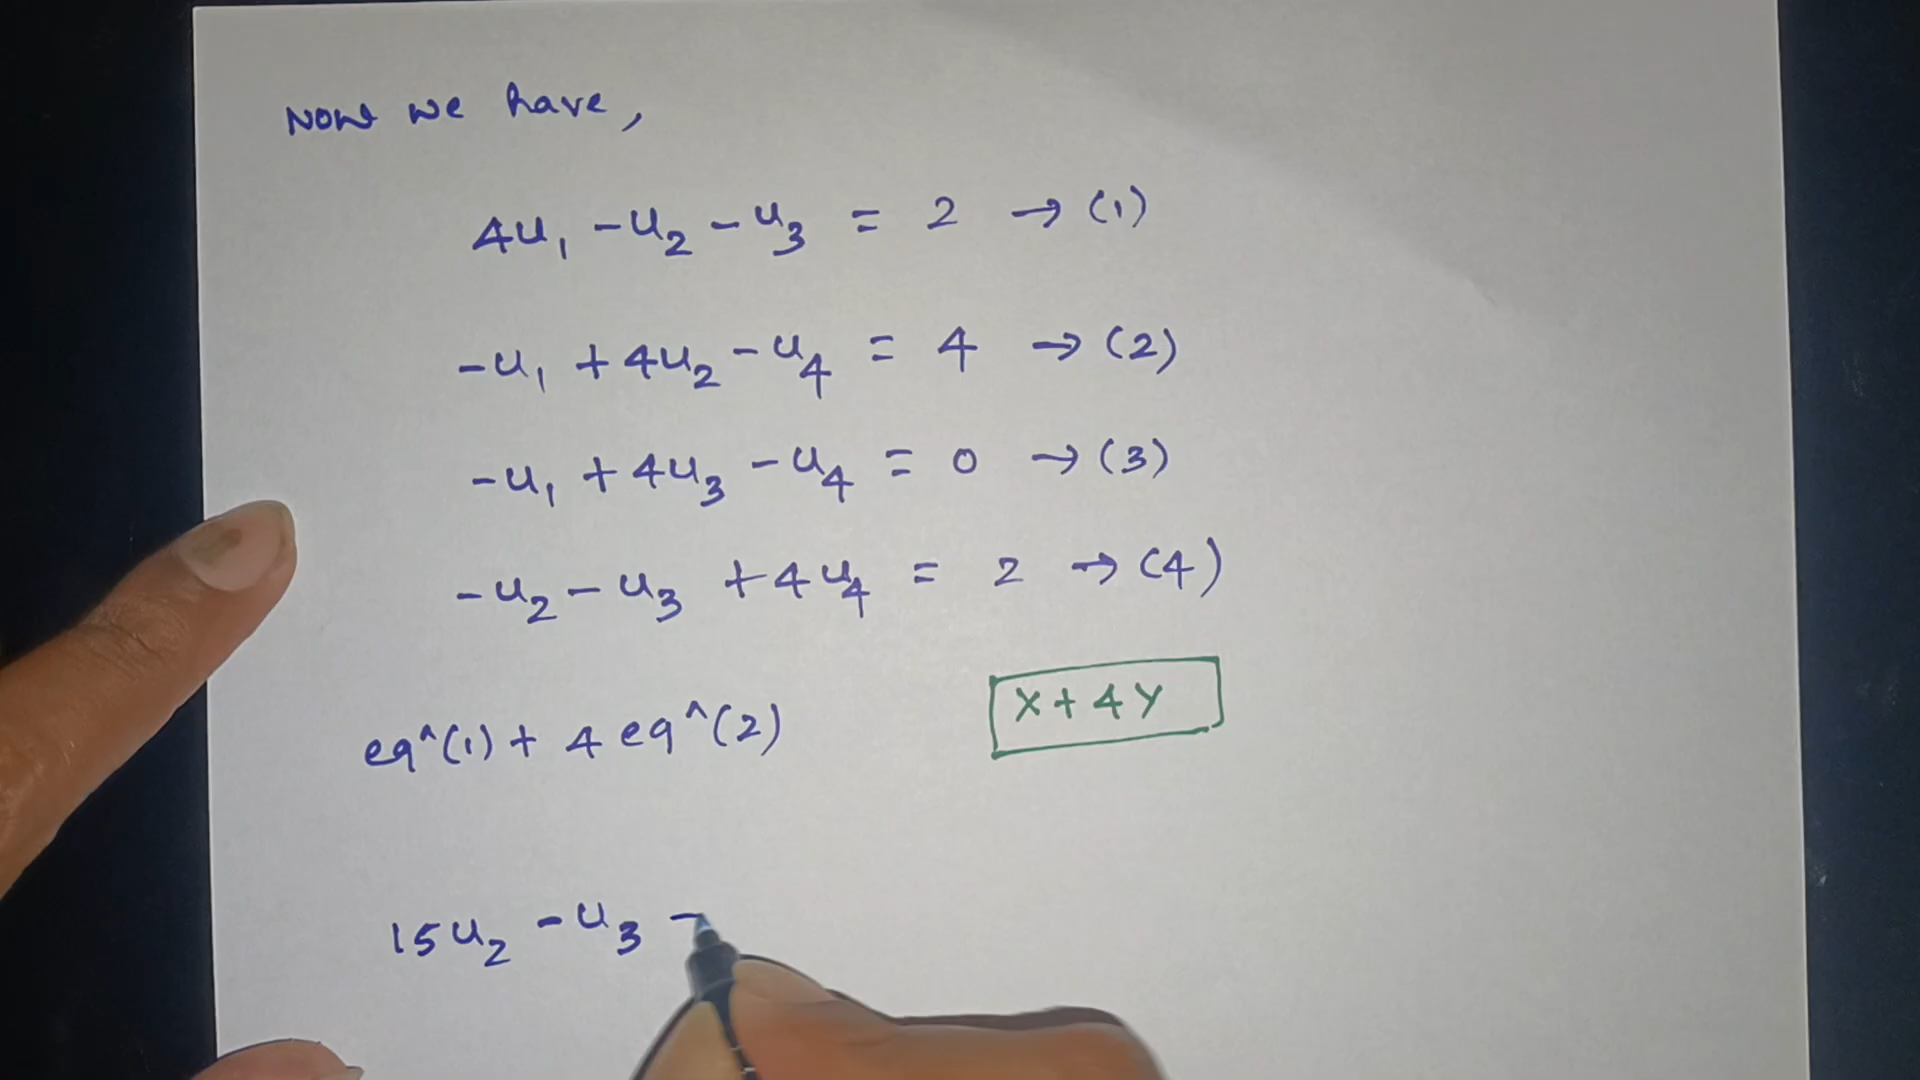 Now we have,
4u₁ - u₂ - u₃ = 2 → (1)
-u₁ + 4u₂ - u₄ = 4 → (2)
-u₁ + 4u₃ - u₄ = 0 → (3)
-u₂ - u₃ + 4u₄ = 2 → (4)
eq^(1) + 4 eq^(2)
X + 4Y
15u₂ - u₃ -